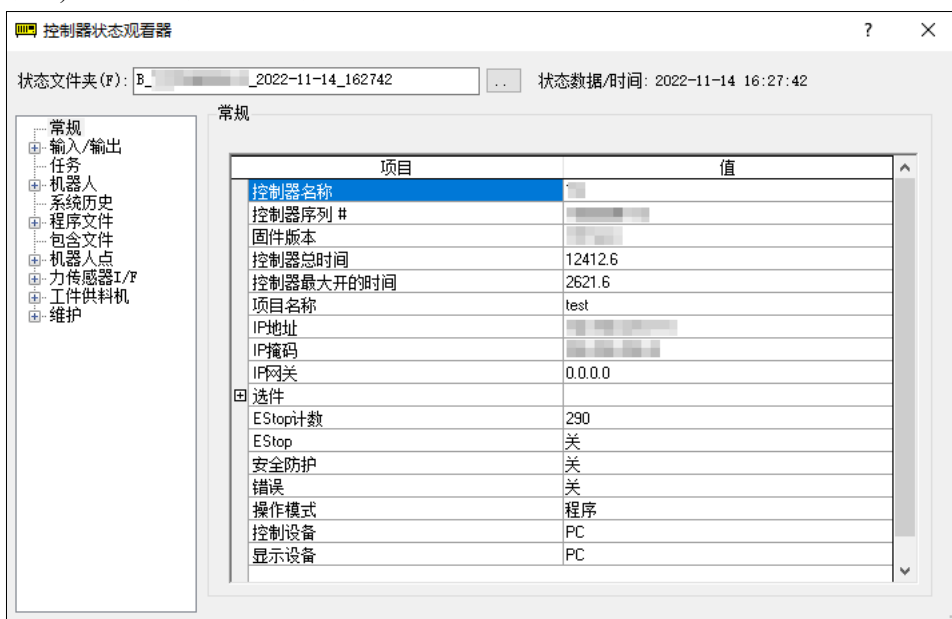 控制器状态观看器
状态文件夹(F): B_ _2022-11-14_162742 .. 状态数据/时间: 2022-11-14 16:27:42
常规
输入/输出
任务
机器人
系统历史
程序文件
包含文件
机器人点
力传感器I/F
工件供料机
维护
常规
项目 值
控制器名称
控制器序列 #
固件版本
控制器总时间 12412.6
控制器最大开的时间 2621.6
项目名称 test
IP地址
IP掩码
IP网关 0.0.0.0
选件
EStop计数 290
EStop 关
安全防护 关
错误 关
操作模式 程序
控制设备 PC
显示设备 PC